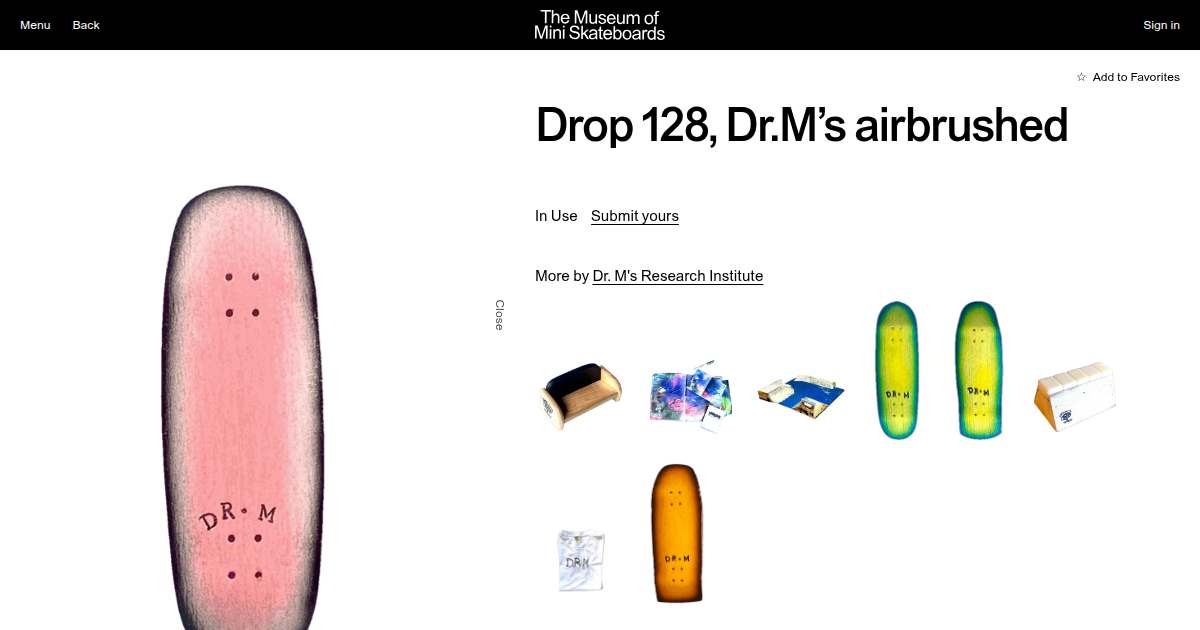 Menu
Back
The Museum of
Mini Skateboards
Sign in
☆ Add to Favorites
Drop 128, Dr.M’s airbrushed
In Use
Submit yours
More by Dr. M's Research Institute
Close
DR·M
DR·M
DR·M
DRM
DR·M